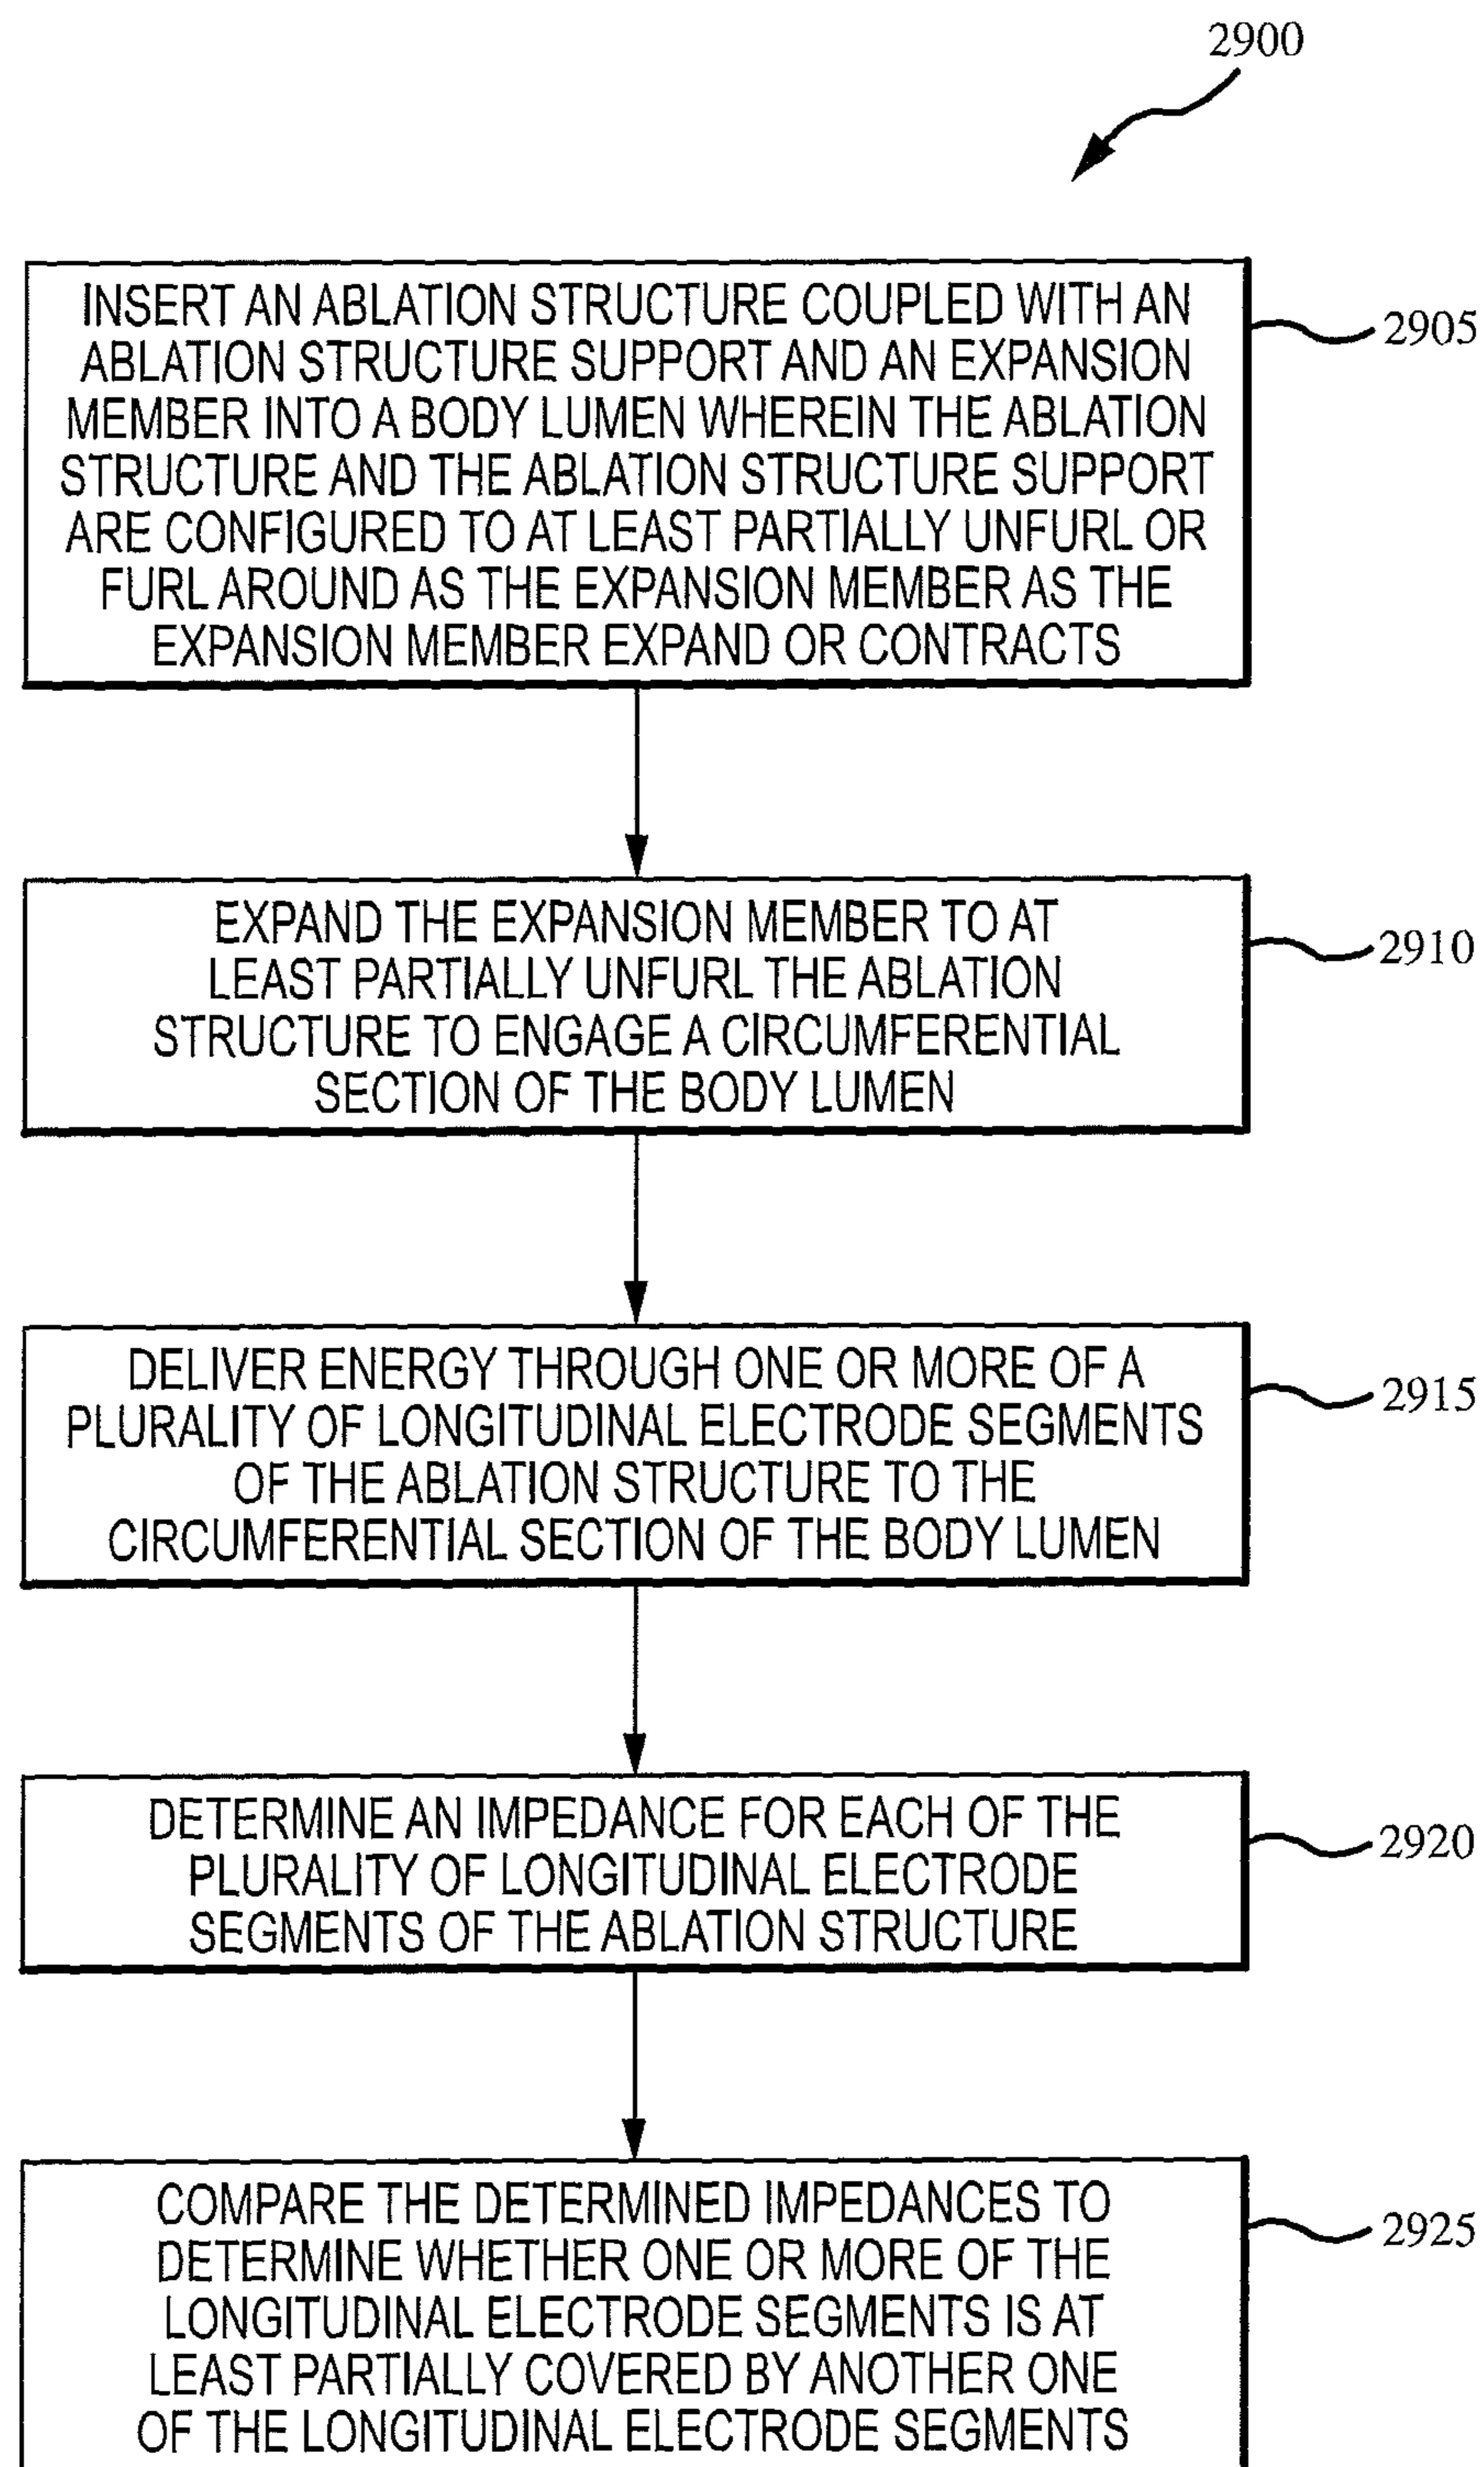 2900
INSERT AN ABLATION STRUCTURE COUPLED WITH AN
ABLATION STRUCTURE SUPPORT AND AN EXPANSION
MEMBER INTO A BODY LUMEN WHEREIN THE ABLATION
STRUCTURE AND THE ABLATION STRUCTURE SUPPORT
ARE CONFIGURED TO AT LEAST PARTIALLY UNFURL OR
FURL AROUND AS THE EXPANSION MEMBER AS THE
EXPANSION MEMBER EXPAND OR CONTRACTS
2905
EXPAND THE EXPANSION MEMBER TO AT
LEAST PARTIALLY UNFURL THE ABLATION
STRUCTURE TO ENGAGE A CIRCUMFERENTIAL
SECTION OF THE BODY LUMEN
2910
DELIVER ENERGY THROUGH ONE OR MORE OF A
PLURALITY OF LONGITUDINAL ELECTRODE SEGMENTS
OF THE ABLATION STRUCTURE TO THE
CIRCUMFERENTIAL SECTION OF THE BODY LUMEN
2915
DETERMINE AN IMPEDANCE FOR EACH OF THE
PLURALITY OF LONGITUDINAL ELECTRODE
SEGMENTS OF THE ABLATION STRUCTURE
2920
COMPARE THE DETERMINED IMPEDANCES TO
DETERMINE WHETHER ONE OR MORE OF THE
LONGITUDINAL ELECTRODE SEGMENTS IS AT
LEAST PARTIALLY COVERED BY ANOTHER ONE
OF THE LONGITUDINAL ELECTRODE SEGMENTS
2925